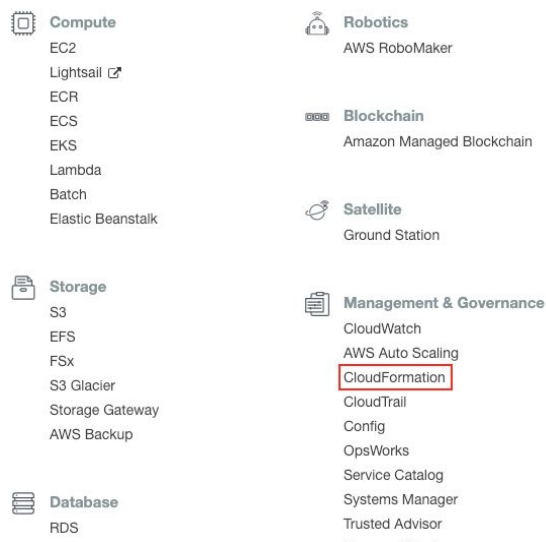 Compute
EC2
Lightsail
ECR
ECS
EKS
Lambda
Batch
Elastic Beanstalk
Storage
S3
EFS
FSx
S3 Glacier
Storage Gateway
AWS Backup
Database
RDS
Robotics
AWS RoboMaker
Blockchain
Amazon Managed Blockchain
Satellite
Ground Station
Management & Governance
CloudWatch
AWS Auto Scaling
CloudFormation
CloudTrail
Config
OpsWorks
Service Catalog
Systems Manager
Trusted Advisor